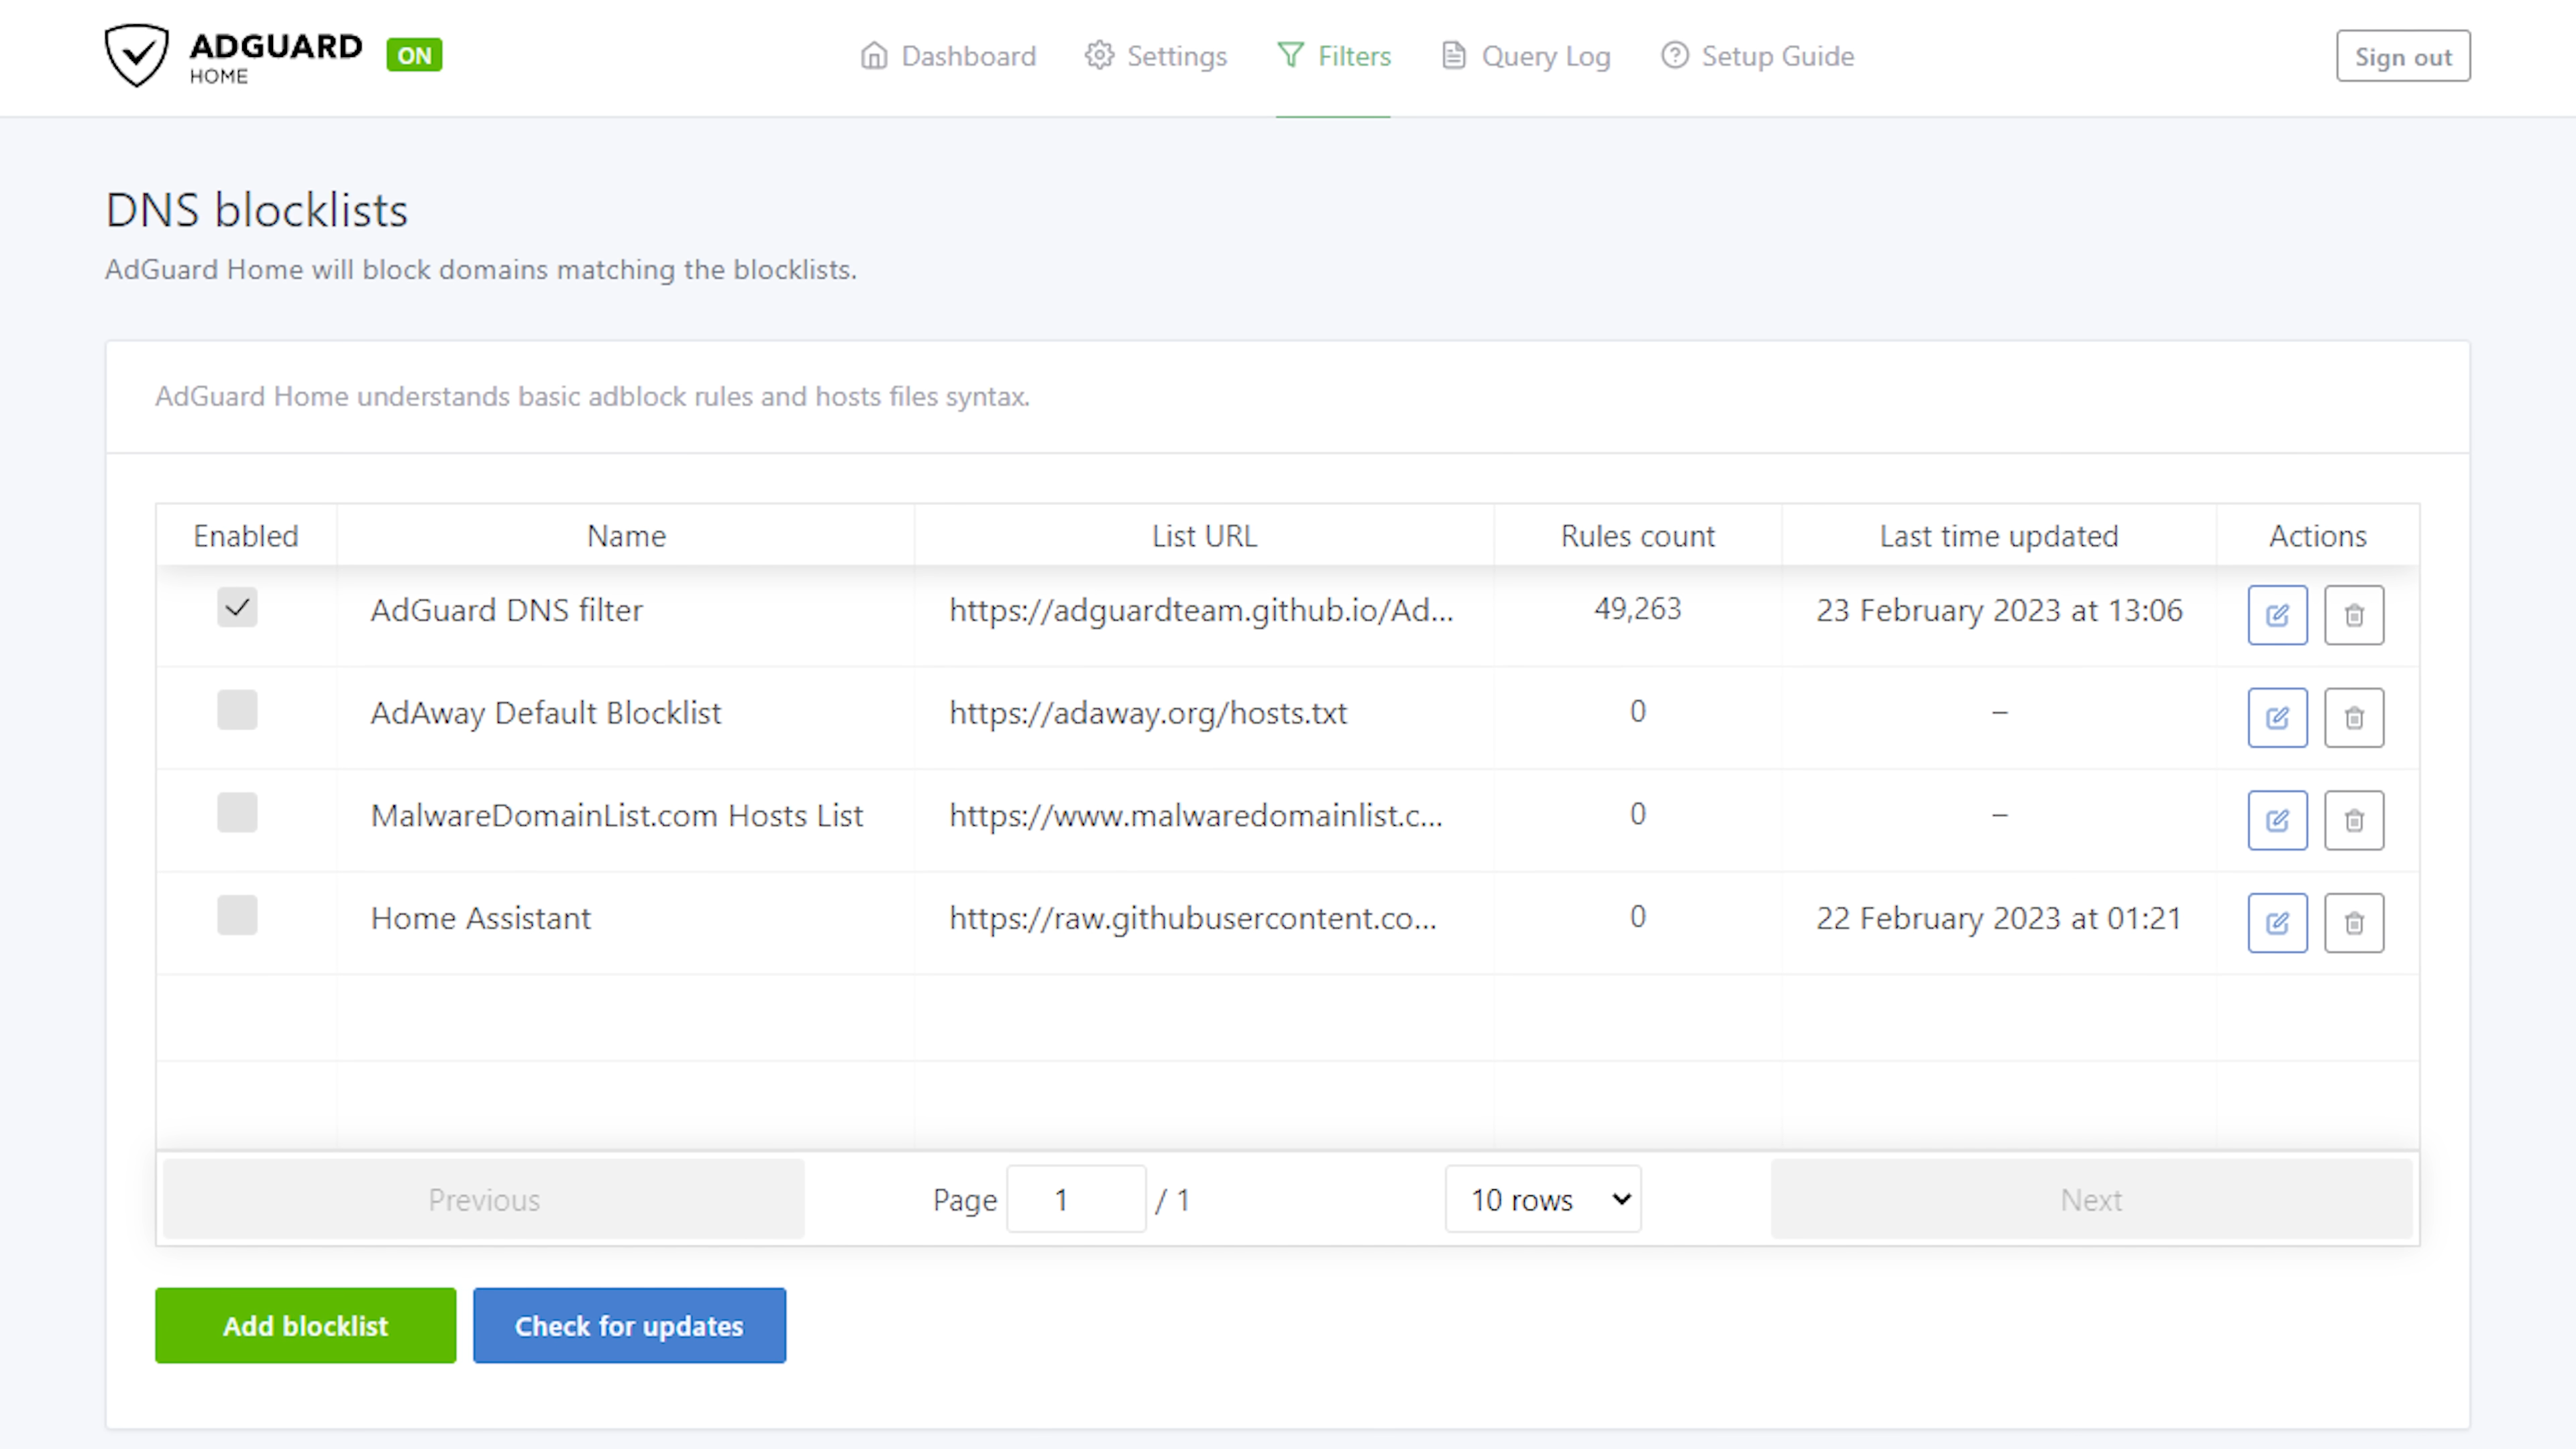 ADGUARD
HOME
ON
Dashboard
Settings
Filters
Query Log
Setup Guide
Sign out
DNS blocklists
AdGuard Home will block domains matching the blocklists.
AdGuard Home understands basic adblock rules and hosts files syntax.
Enabled Name List URL Rules count Last time updated Actions
AdGuard DNS filter https://adguardteam.github.io/Ad... 49,263 23 February 2023 at 13:06
AdAway Default Blocklist https://adaway.org/hosts.txt 0 –
MalwareDomainList.com Hosts List https://www.malwaredomainlist.c... 0 –
Home Assistant https://raw.githubusercontent.co... 0 22 February 2023 at 01:21
Previous Page 1 / 1 10 rows Next
Add blocklist Check for updates